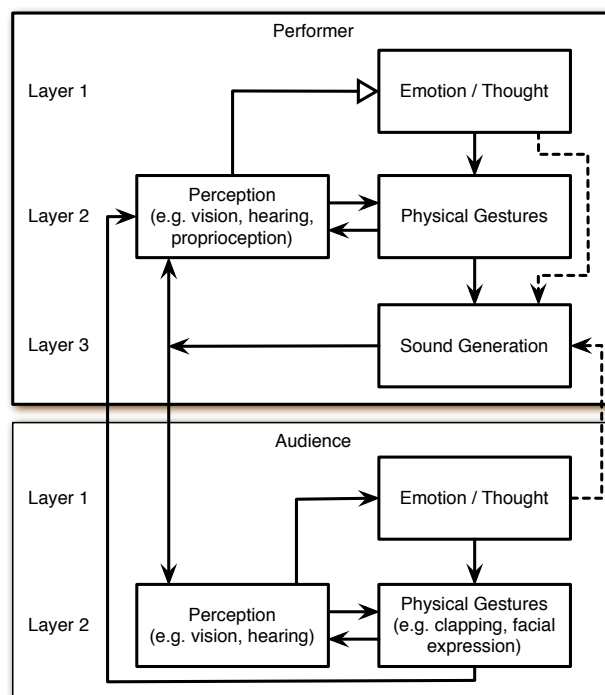 Performer
Layer 1
Emotion / Thought
Layer 2
Perception
(e.g. vision, hearing,
proprioception)
Physical Gestures
Layer 3
Sound Generation
Audience
Layer 1
Emotion / Thought
Layer 2
Perception
(e.g. vision, hearing)
Physical Gestures
(e.g. clapping, facial
expression)